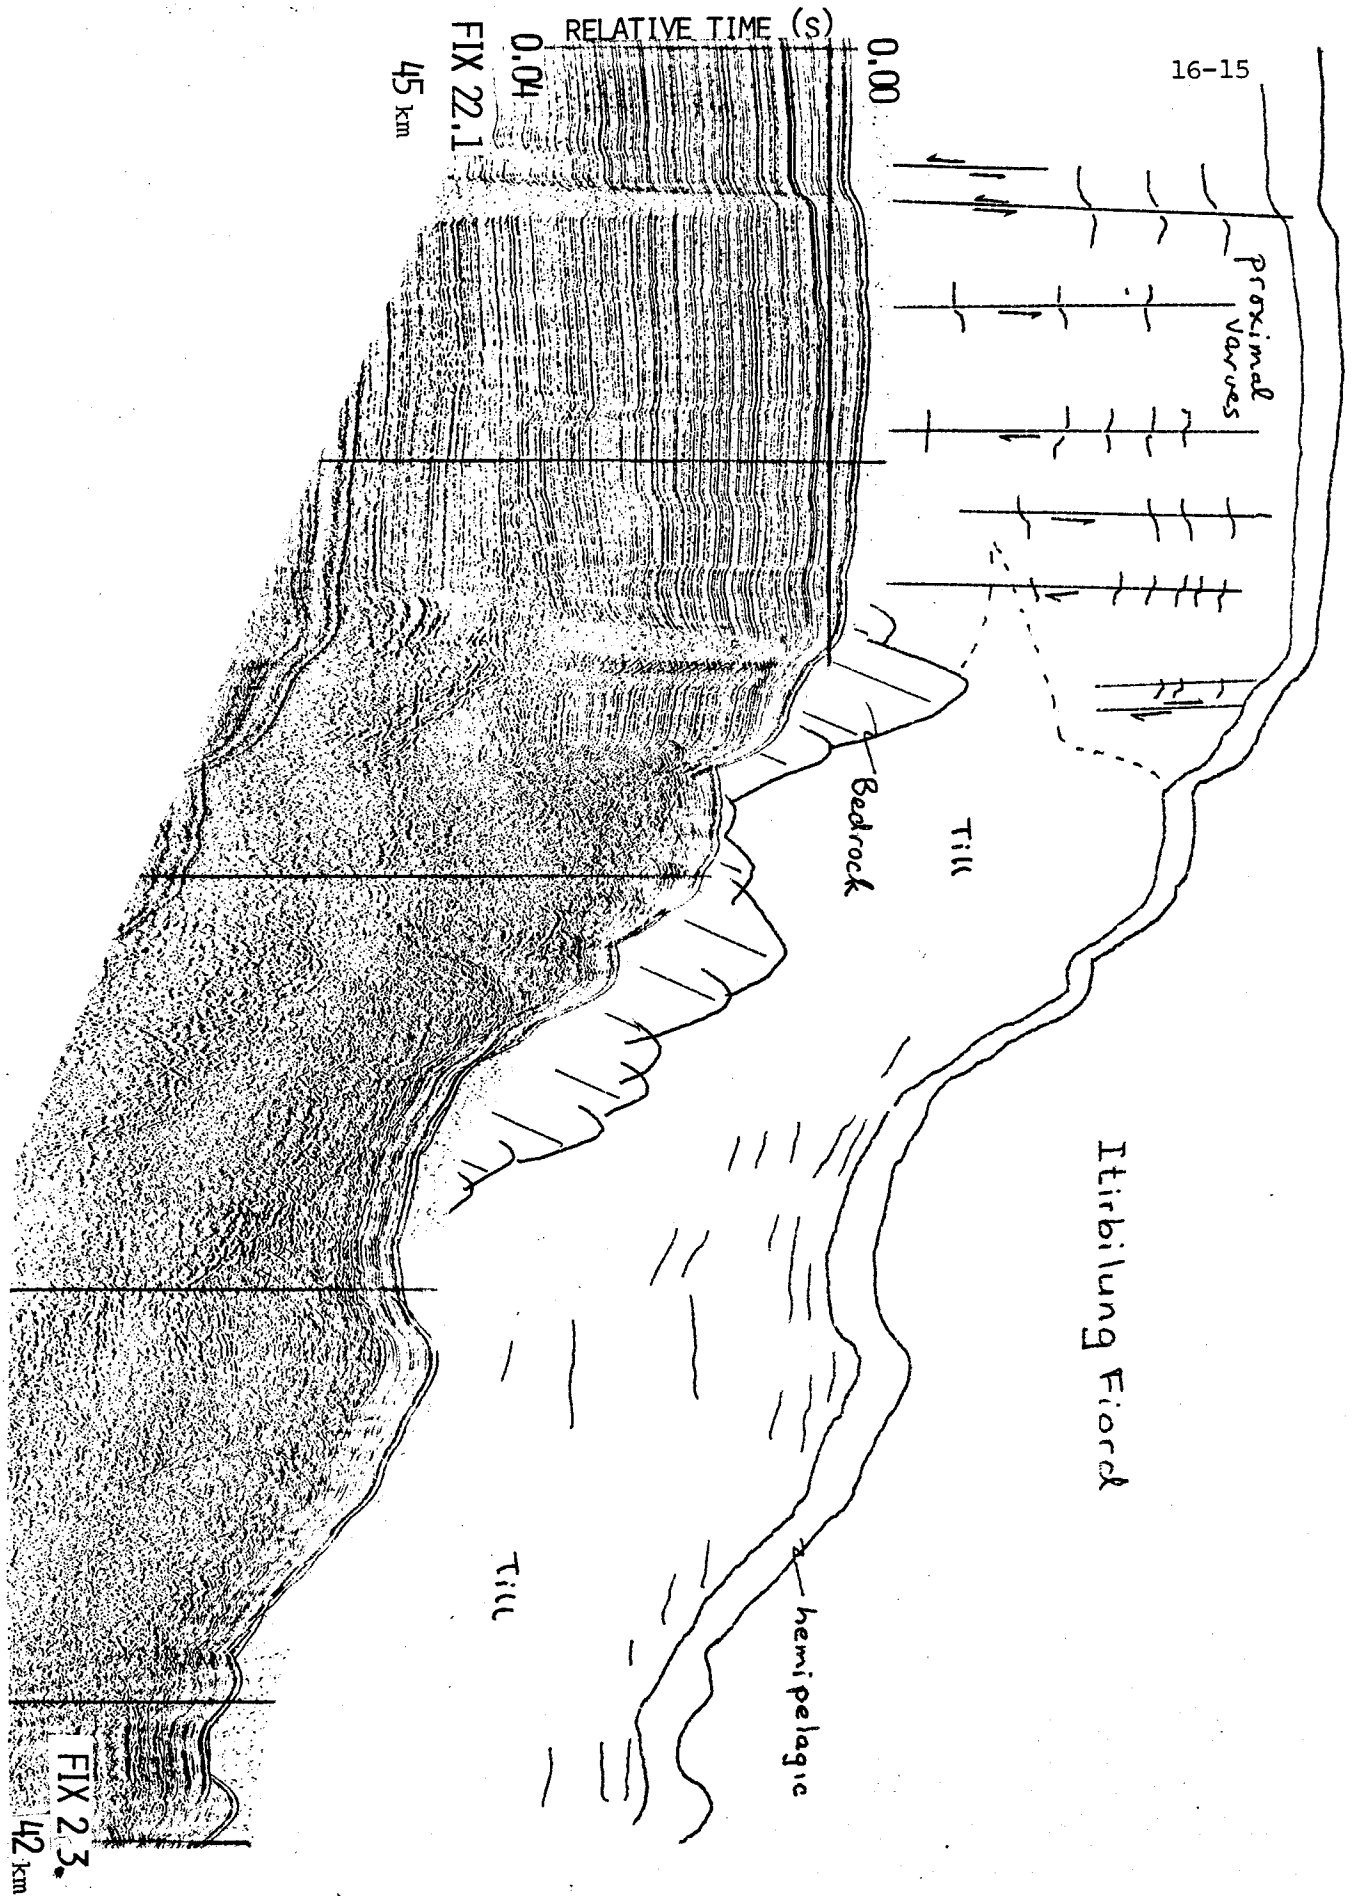 16-15
RELATIVE TIME (S)
0.00
0.04
FIX 22.1
45 km
proximal
varves
Bedrock
Till
Itirbilung Fiord
Till
hemipelagic
FIX 2 3.
42 km